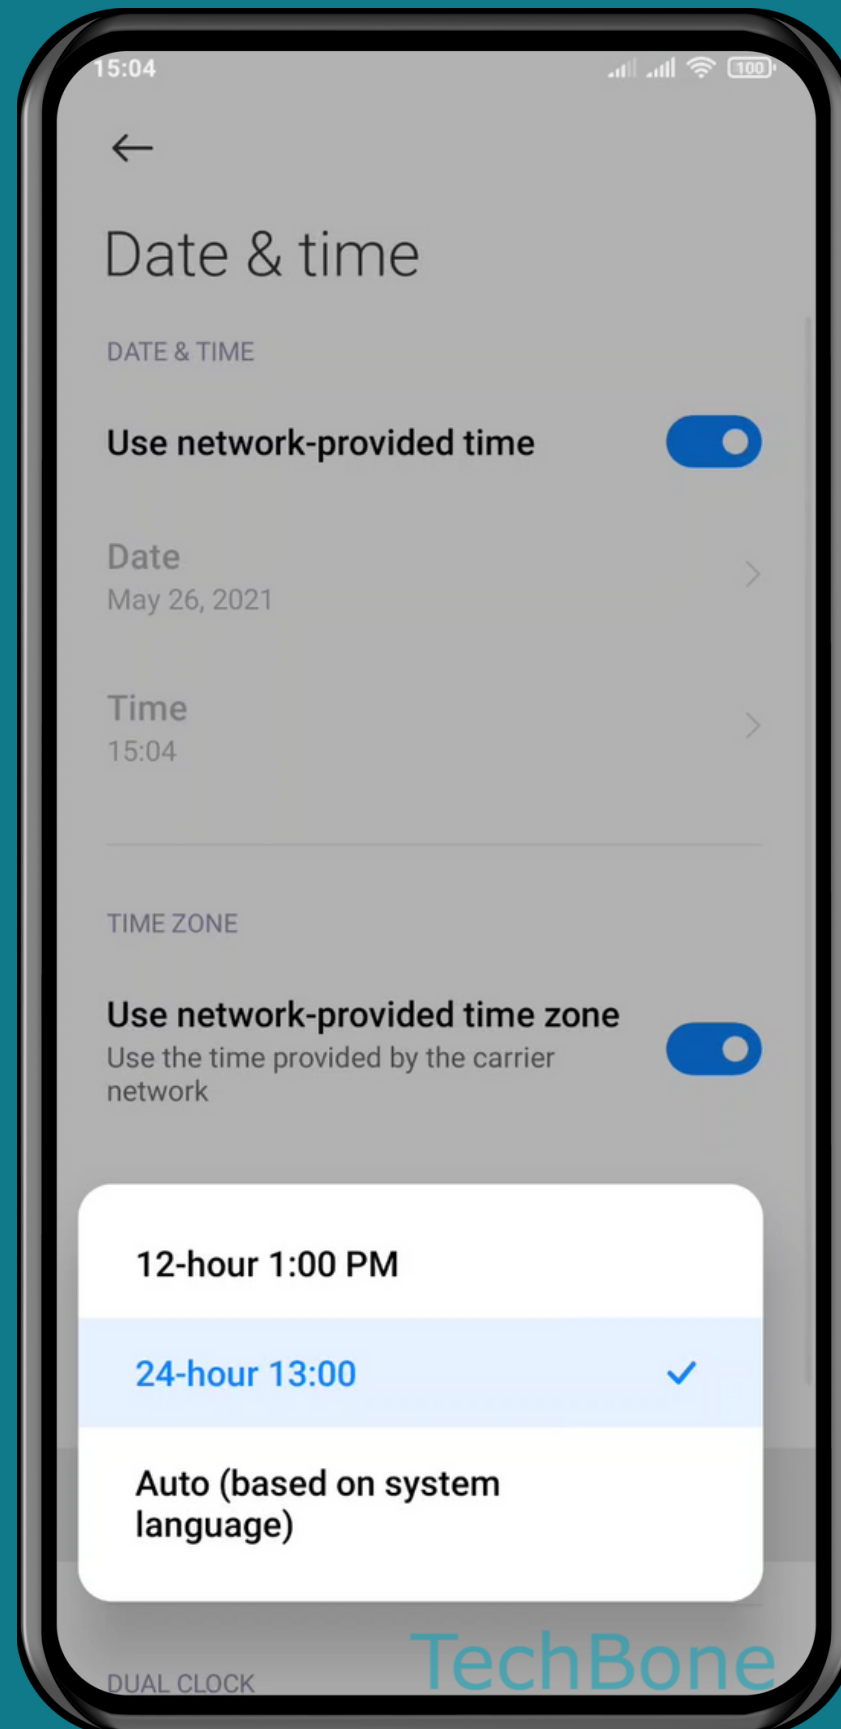 15:04
100
Date & time
DATE & TIME
Use network-provided time
Date
May 26, 2021
Time
15:04
TIME ZONE
Use network-provided time zone
Use the time provided by the carrier
network
12-hour 1:00 PM
24-hour 13:00
Auto (based on system
language)
TechBone
DUAL CLOCK